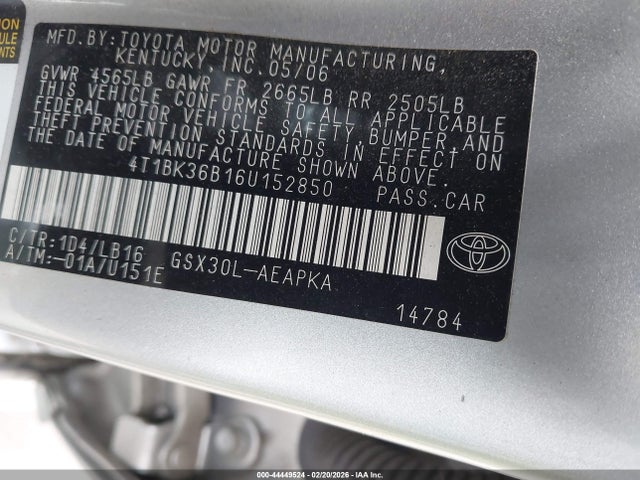 MFD.BY:TOYOTA MOTOR MANUFACTURING,
KENTUCKY, INC.05/06
GVWR 4565LB GAWR FR 2665LB RR 2505LB
THIS VEHICLE CONFORMS TO ALL APPLICABLE
FEDERAL MOTOR VEHICLE SAFETY,BUMPER,AND
THEFT PREVENTION STANDARDS IN EFFECT ON
THE DATE OF MANUFACTURE SHOWN ABOVE.
4T1BK36B16U152850 PASS.CAR
C/TR:1D4/LB16
A/TM:-01A/U151E GSX30L-AEAPKA
TOYOTA
14784
000-44449524 - 02/20/2026 - IAA Inc.